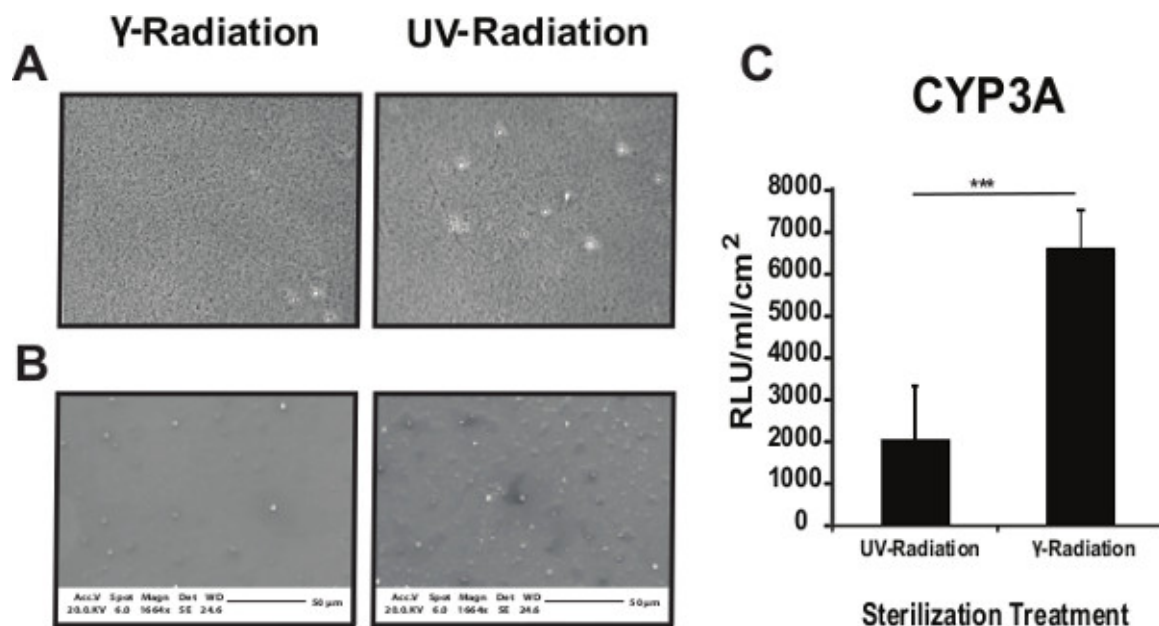 γ-Radiation
UV-Radiation
A
B
Acc.V Spot Magn Det WD
20.0.KV 6.0 1664x SE 24.6
50 µm
Acc.V Spot Magn Det WD
20.0.KV 6.0 1664x SE 24.6
50 µm
C
CYP3A
***
RLU/ml/cm²
8000
7000
6000
5000
4000
3000
2000
1000
0
UV-Radiation
γ-Radiation
Sterilization Treatment